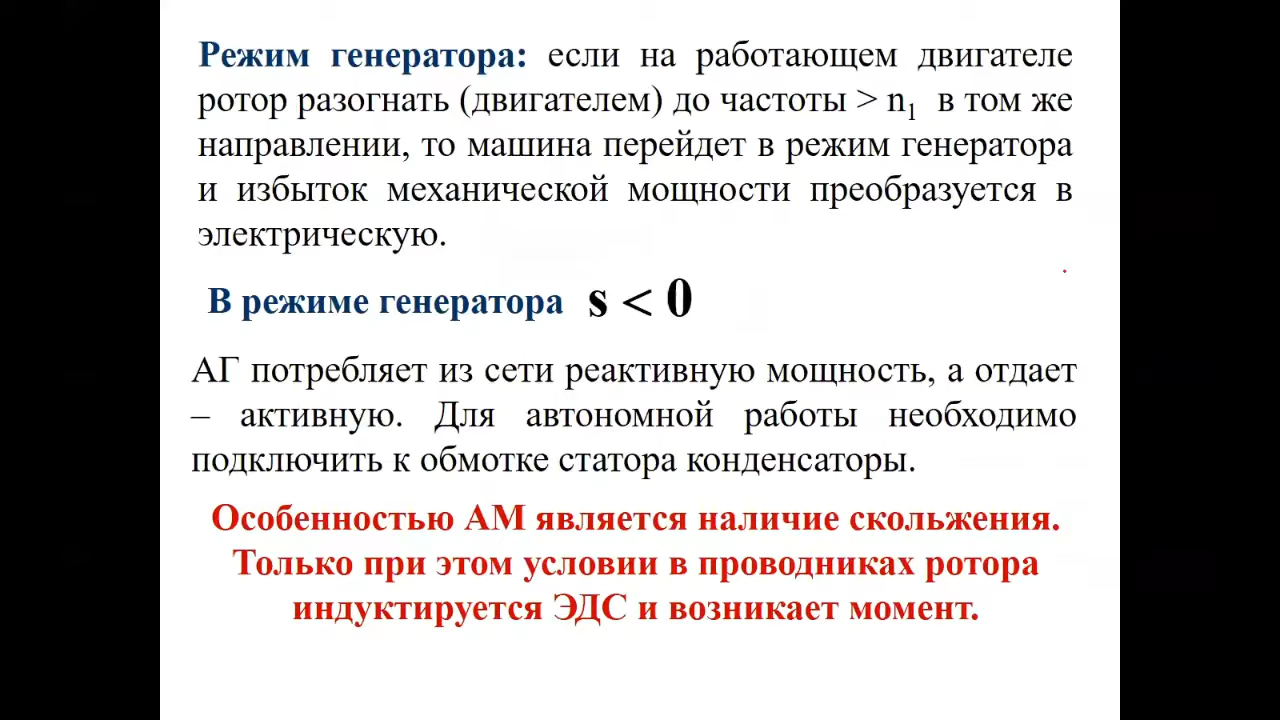 Режим генератора: если на работающем двигателе
ротор разогнать (двигателем) до частоты > n₁ в том же
направлении, то машина перейдет в режим генератора
и избыток механической мощности преобразуется в
электрическую.
В режиме генератора s < 0
АГ потребляет из сети реактивную мощность, а отдает
– активную. Для автономной работы необходимо
подключить к обмотке статора конденсаторы.
Особенностью АМ является наличие скольжения.
Только при этом условии в проводниках ротора
индуктируется ЭДС и возникает момент.